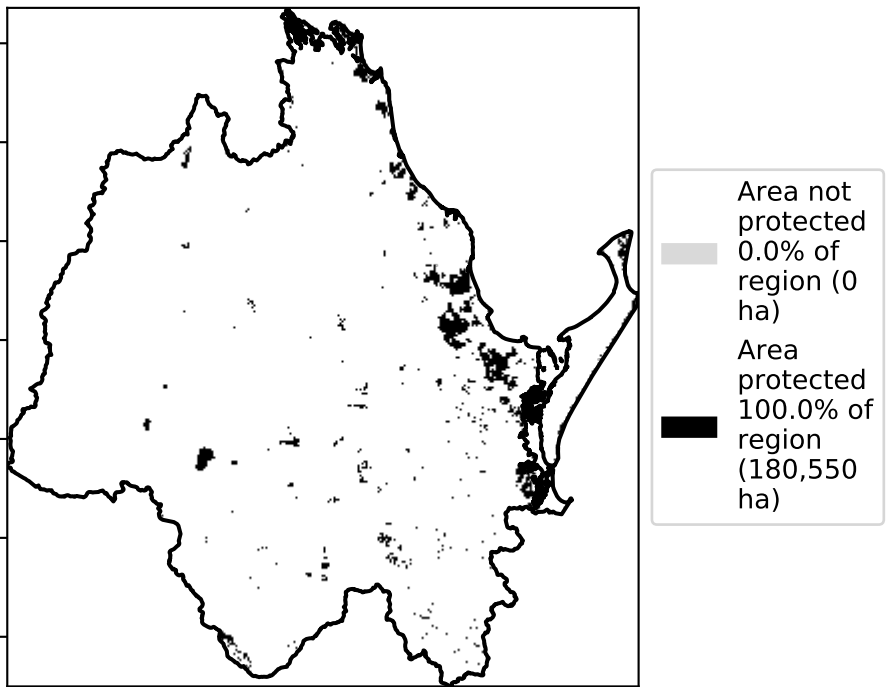 Area not
protected
0.0% of
region (0
ha)
Area
protected
100.0% of
region
(180,550
ha)